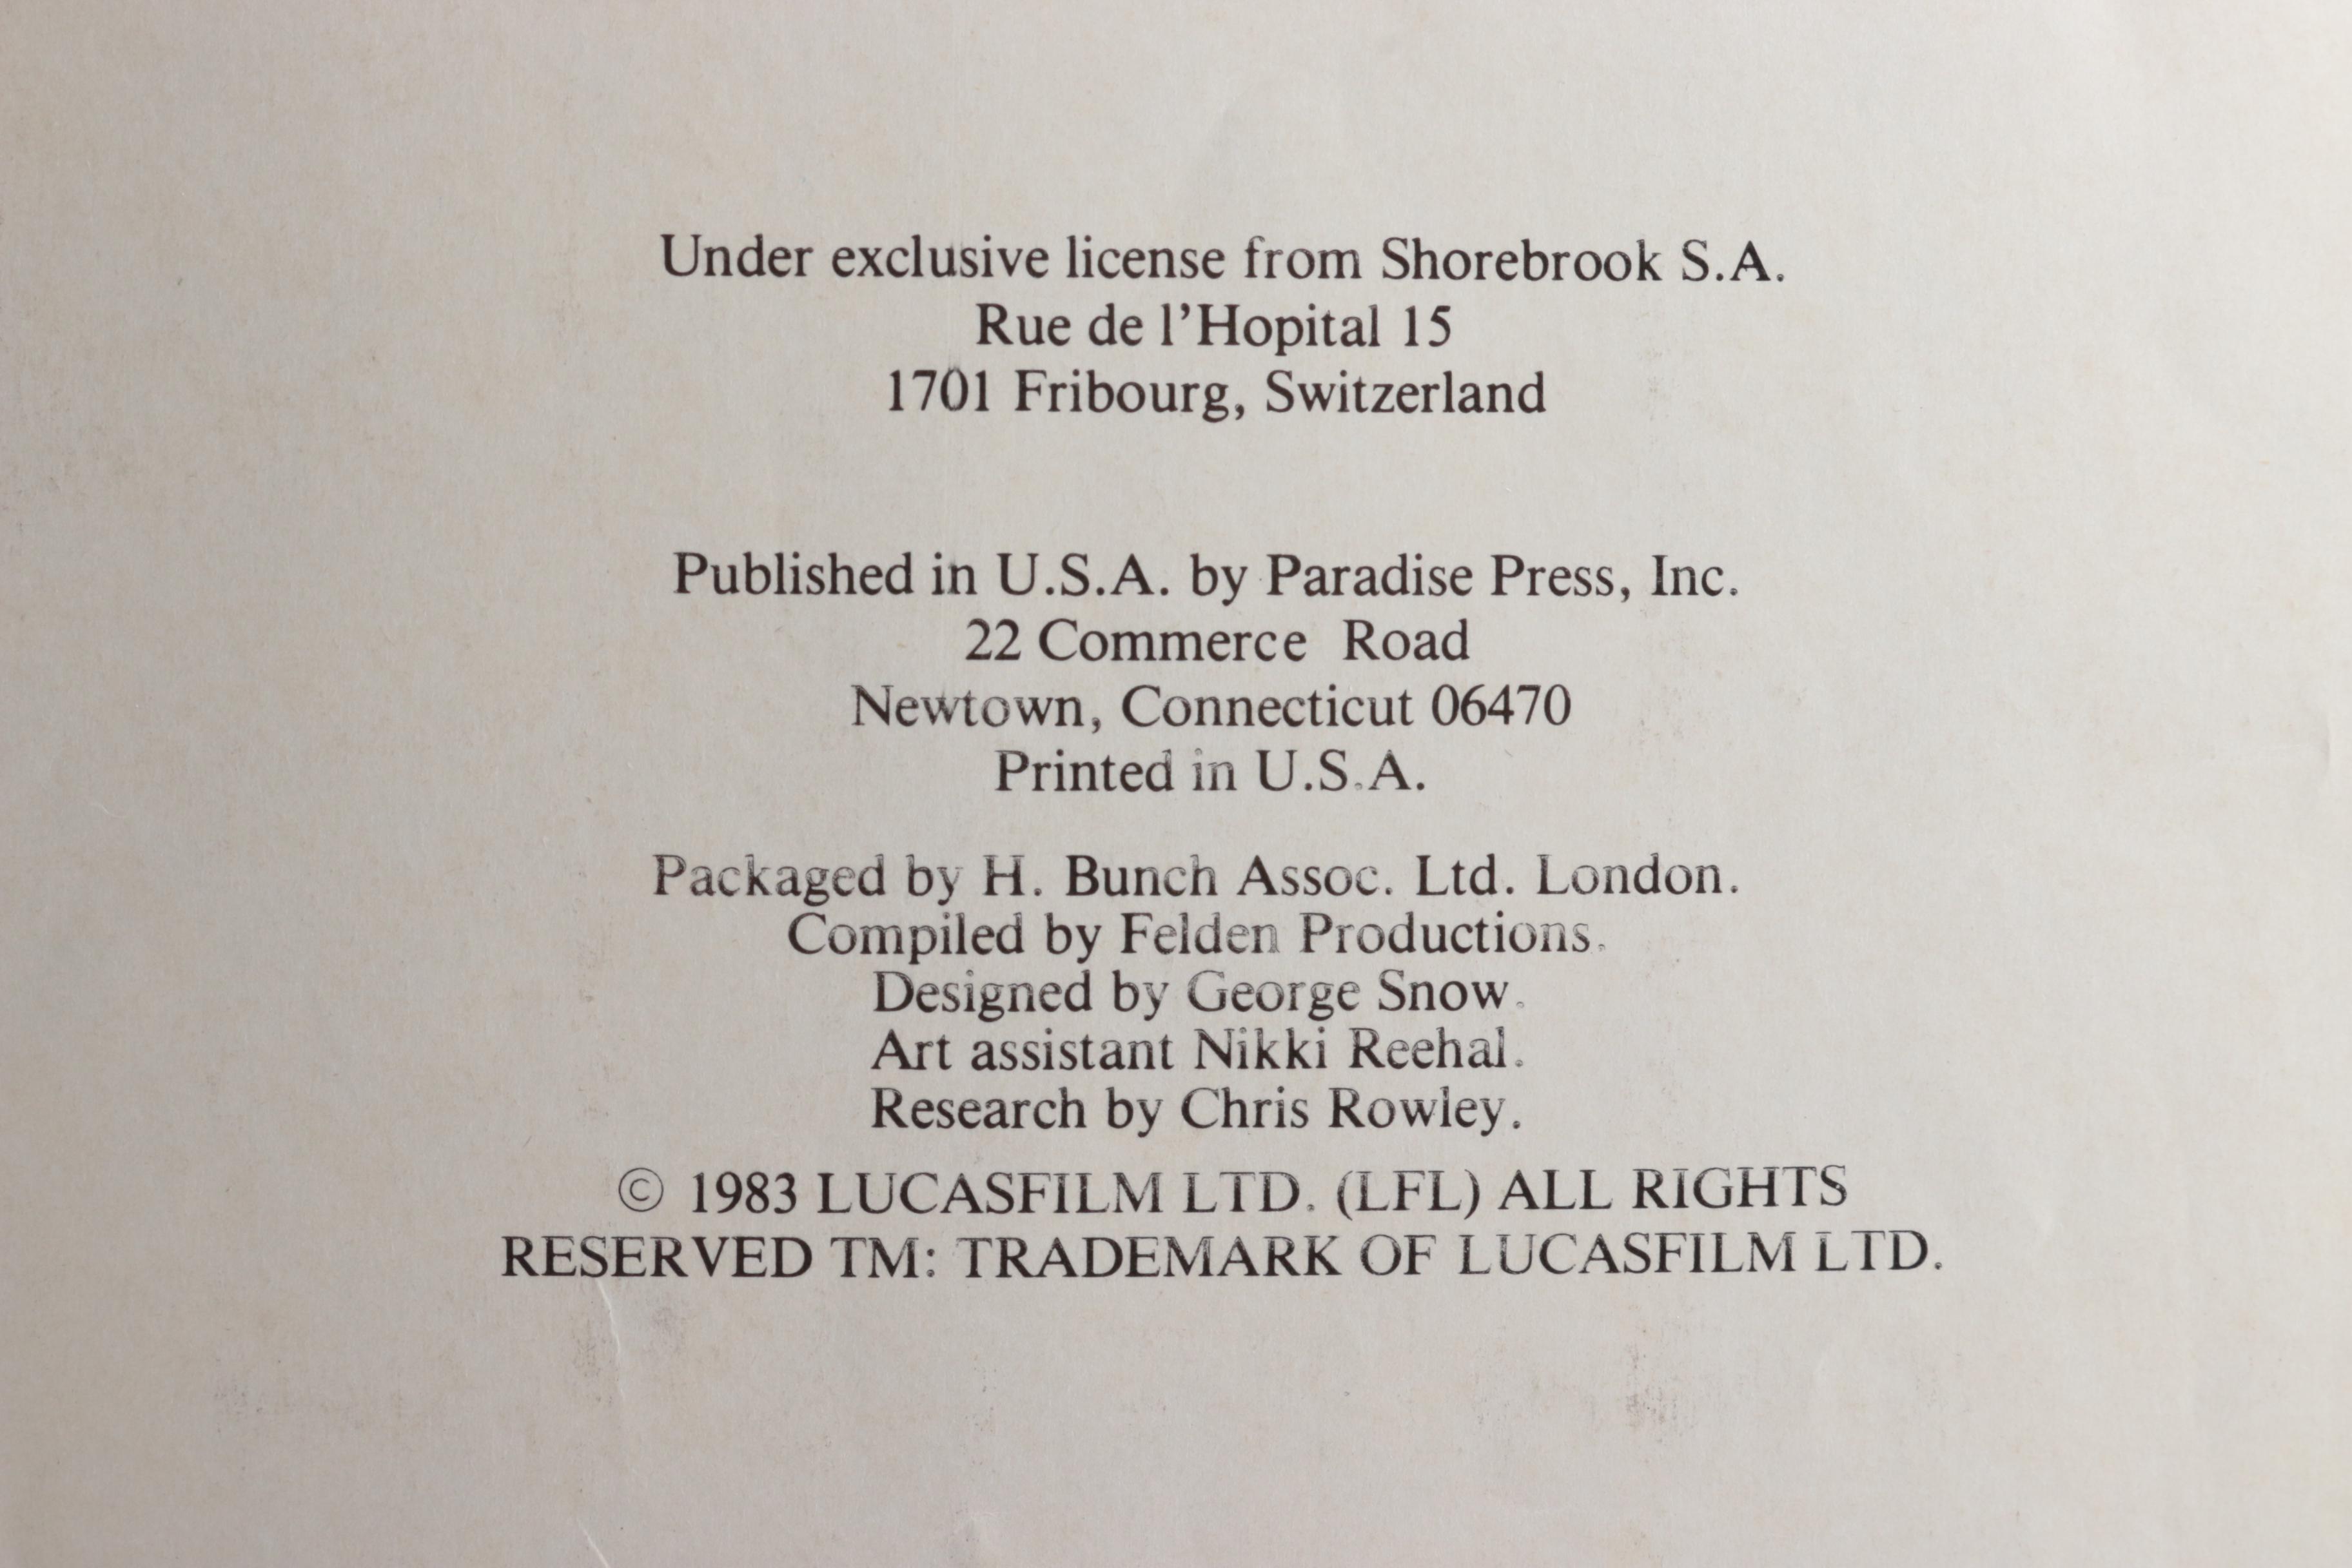 Under exclusive license from Shorebrook S.A.
Rue de l'Hopital 15
1701 Fribourg, Switzerland
Published in U.S.A. by Paradise Press, Inc.
22 Commerce Road
Newtown, Connecticut 06470
Printed in U.S.A.
Packaged by H. Bunch Assoc. Ltd. London.
Compiled by Felden Productions.
Designed by George Snow.
Art assistant Nikki Reehal.
Research by Chris Rowley.
© 1983 LUCASFILM LTD. (LFL) ALL RIGHTS
RESERVED TM: TRADEMARK OF LUCASFILM LTD.